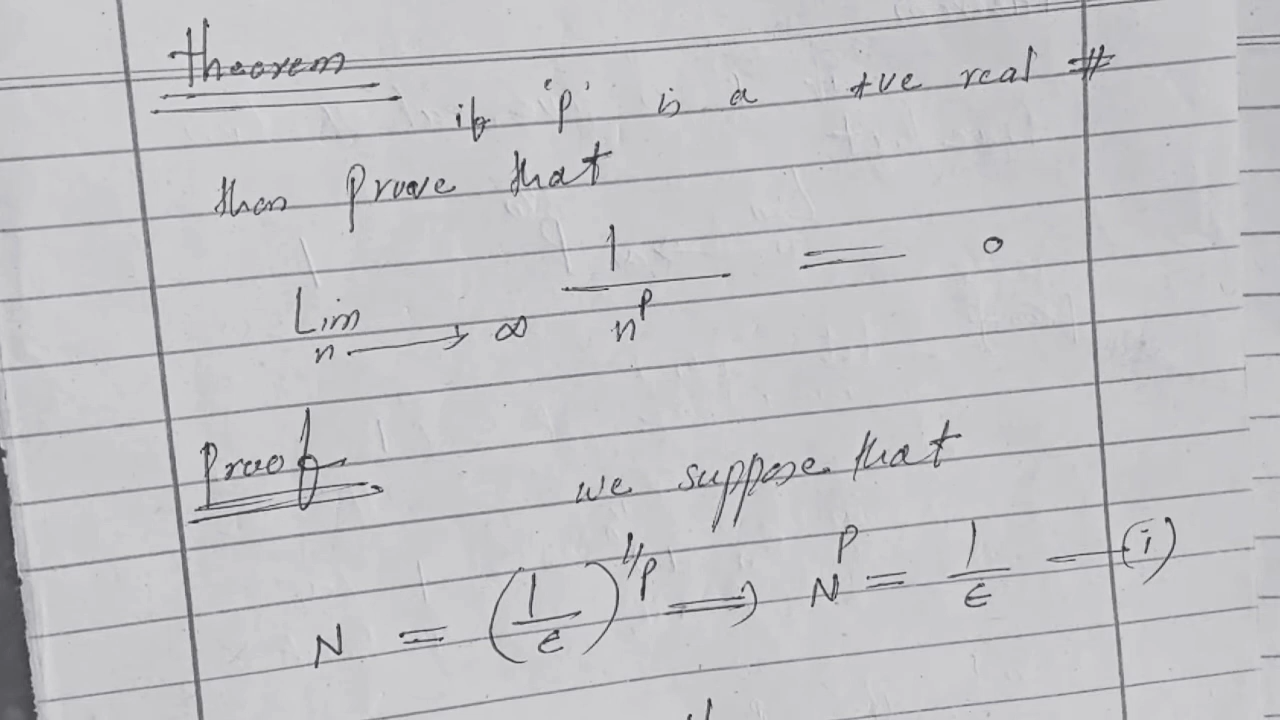 Theorem
if 'p' is a +ve real #
then Prove that
Lim n → ∞ 1/n^p = 0
Proof
we suppose that
N = (1/ε)^{1/p} ⇒ N^p = 1/ε — (i)